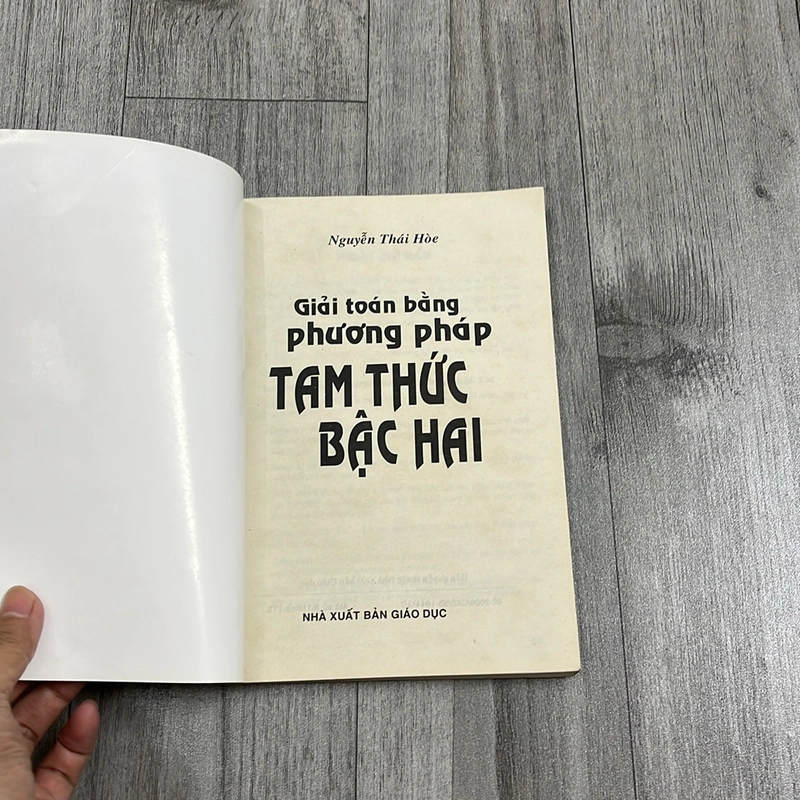 Nguyễn Thái Hòe
Giải toán bằng
phương pháp
TAM THỨC
BẬC HAI
NHÀ XUẤT BẢN GIÁO DỤC